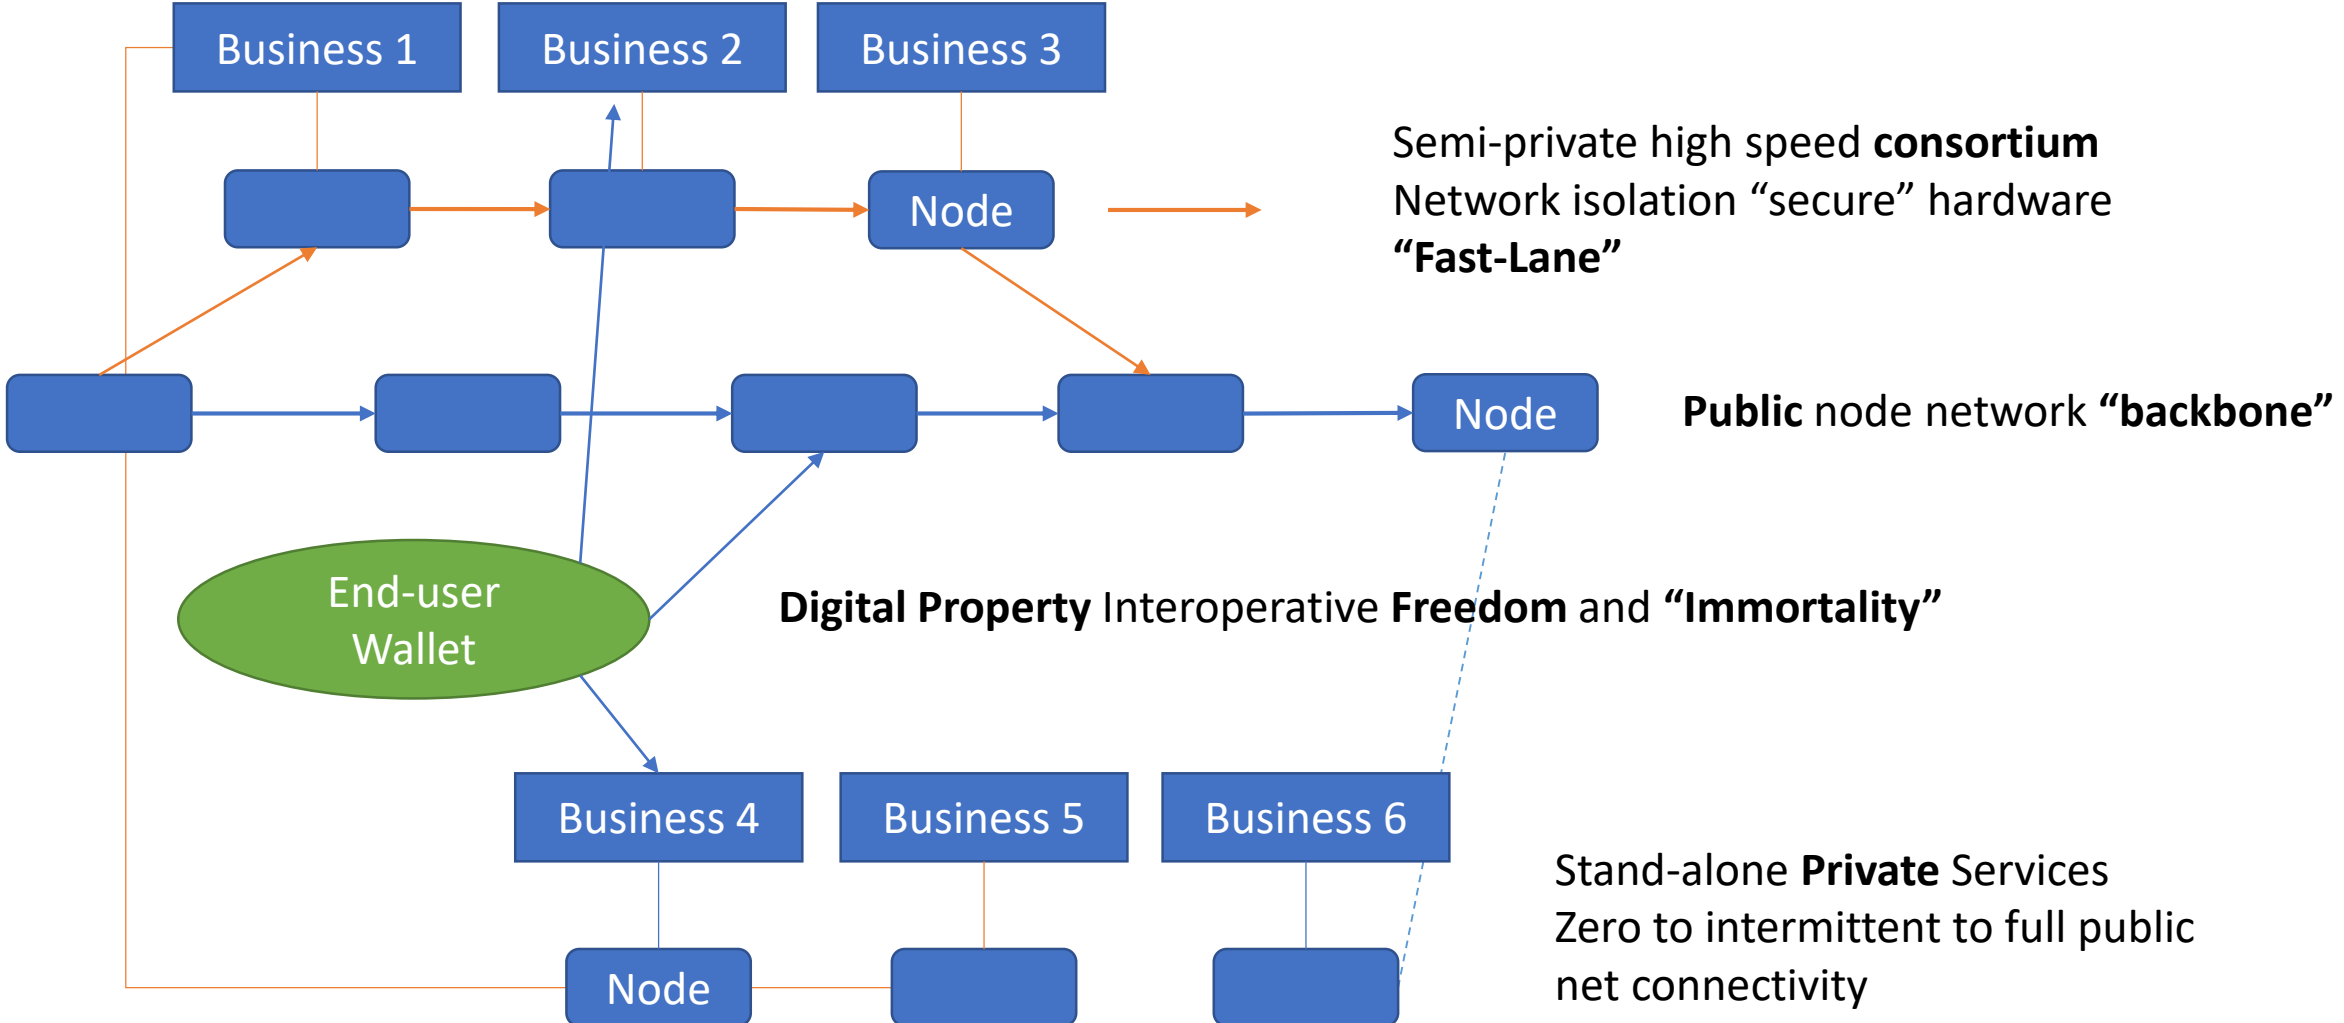 Business 1
Business 2
Business 3
Semi-private high speed consortium
Network isolation “secure” hardware
“Fast-Lane”
Node
Node
Public node network “backbone”
End-user
Wallet
Digital Property Interoperative Freedom and “Immortality”
Business 4
Business 5
Business 6
Stand-alone Private Services
Zero to intermittent to full public
net connectivity
Node